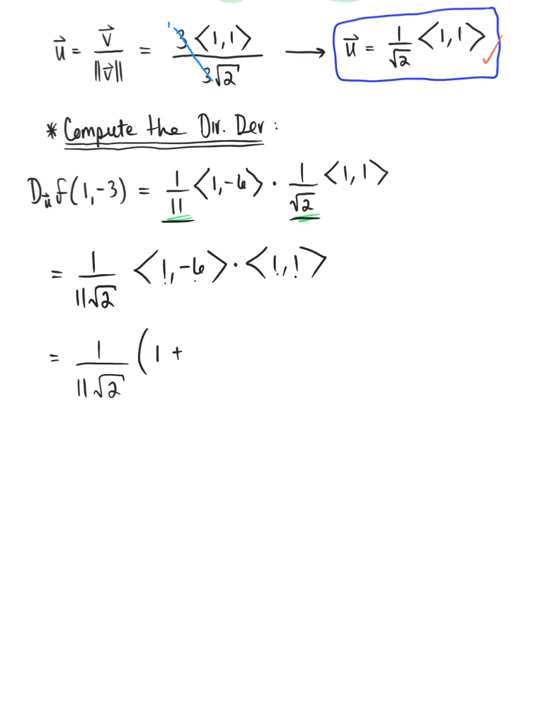 u⃗ = v⃗ / ||v⃗|| = 3<1,1> / 3√2 → u⃗ = 1/√2 <1,1> ✓
* Compute the Dir. Der :
D_u⃗ f(1,-3) = 1/11 <1,-6> · 1/√2 <1,1>
= 1/11√2 <1,-6> · <1,1>
= 1/11√2 (1 +